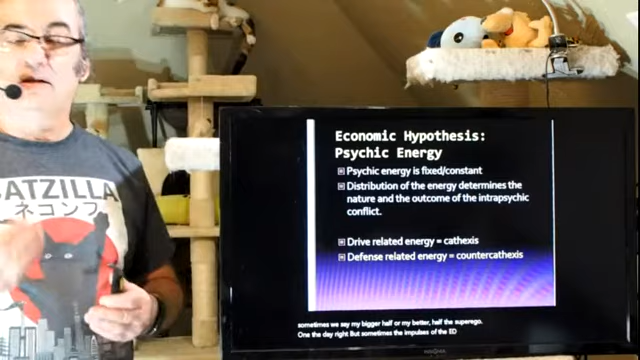 Economic Hypothesis:
Psychic Energy
Psychic energy is fixed/constant
Distribution of the energy determines the
nature and the outcome of the intrapsychic
conflict.
Drive related energy = cathexis
Defense related energy = countercathexis
sometimes we say my bigger half or my better, half the superego.
One the day right But sometimes the impulses of the ED
BATZILLA
ネコンフ